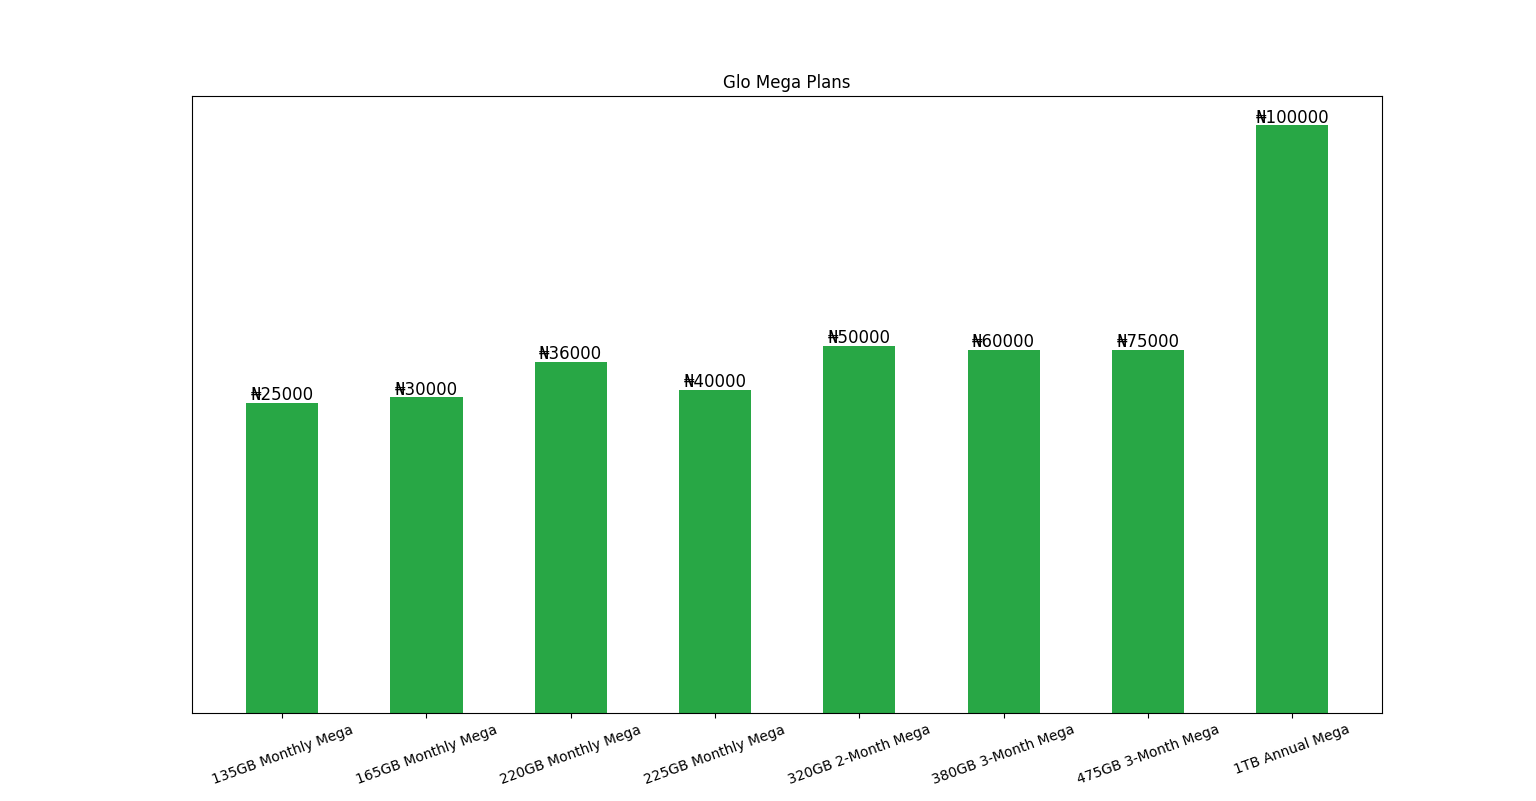 Glo Mega Plans
₦25000
₦30000
₦36000
₦40000
₦50000
₦60000
₦75000
₦100000
135GB Monthly Mega
165GB Monthly Mega
220GB Monthly Mega
225GB Monthly Mega
320GB 2-Month Mega
380GB 3-Month Mega
475GB 3-Month Mega
1TB Annual Mega